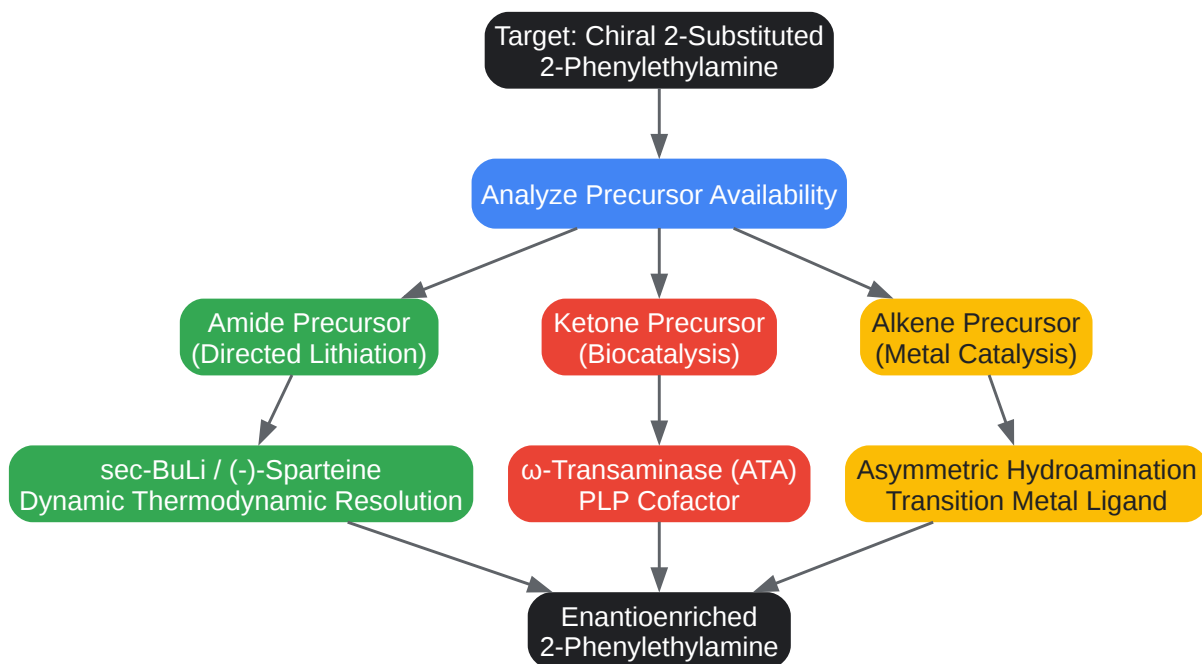 Target: Chiral 2-Substituted
2-Phenylethylamine
Analyze Precursor Availability
Amide Precursor
(Directed Lithiation)
Ketone Precursor
(Biocatalysis)
Alkene Precursor
(Metal Catalysis)
sec-BuLi / (-)-Sparteine
Dynamic Thermodynamic Resolution
ω-Transaminase (ATA)
PLP Cofactor
Asymmetric Hydroamination
Transition Metal Ligand
Enantioenriched
2-Phenylethylamine